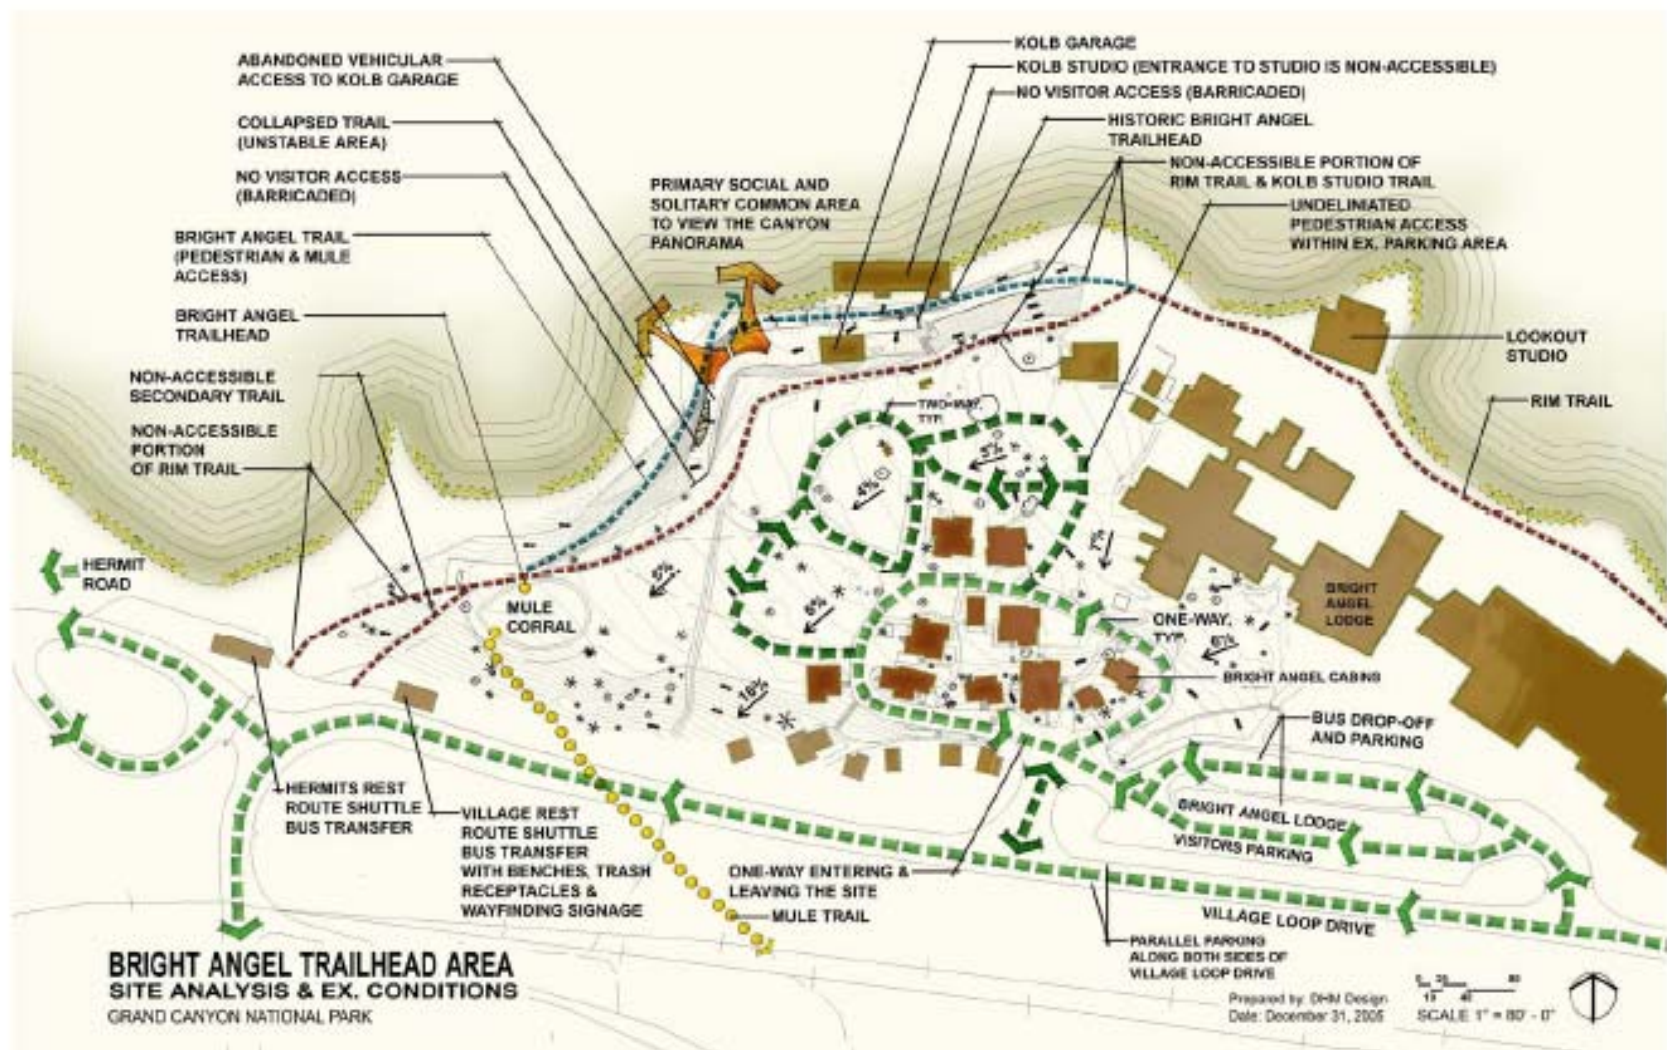 ABANDONED VEHICULAR
ACCESS TO KOLB GARAGE
COLLAPSED TRAIL
(UNSTABLE AREA)
NO VISITOR ACCESS
(BARRICADED)
BRIGHT ANGEL TRAIL
(PEDESTRIAN & MULE
ACCESS)
BRIGHT ANGEL
TRAILHEAD
NON-ACCESSIBLE
SECONDARY TRAIL
NON-ACCESSIBLE
PORTION
OF RIM TRAIL
PRIMARY SOCIAL AND
SOLITARY COMMON AREA
TO VIEW THE CANYON
PANORAMA
KOLB GARAGE
KOLB STUDIO (ENTRANCE TO STUDIO IS NON-ACCESSIBLE)
NO VISITOR ACCESS (BARRICADED)
HISTORIC BRIGHT ANGEL
TRAILHEAD
NON-ACCESSIBLE PORTION OF
RIM TRAIL & KOLB STUDIO TRAIL
UNDELINIATED
PEDESTRIAN ACCESS
WITHIN EX. PARKING AREA
LOOKOUT
STUDIO
RIM TRAIL
TWO-WAY,
TYP.
5%
4%
7%
5%
6%
HERMIT
ROAD
MULE
CORRAL
BRIGHT
ANGEL
LODGE
ONE-WAY,
TYP.
6%
10%
BRIGHT ANGEL CABINS
BUS DROP-OFF
AND PARKING
HERMITS REST
ROUTE SHUTTLE
BUS TRANSFER
VILLAGE REST
ROUTE SHUTTLE
BUS TRANSFER
WITH BENCHES, TRASH
RECEPTACLES &
WAYFINDING SIGNAGE
BRIGHT ANGEL LODGE
VISITORS PARKING
ONE-WAY ENTERING &
LEAVING THE SITE
MULE TRAIL
VILLAGE LOOP DRIVE
PARALLEL PARKING
ALONG BOTH SIDES OF
VILLAGE LOOP DRIVE
BRIGHT ANGEL TRAILHEAD AREA
SITE ANALYSIS & EX. CONDITIONS
GRAND CANYON NATIONAL PARK
Prepared by: DHM Design
Date: December 31, 2005
0 20 80
10 40
SCALE 1" = 80' - 0"